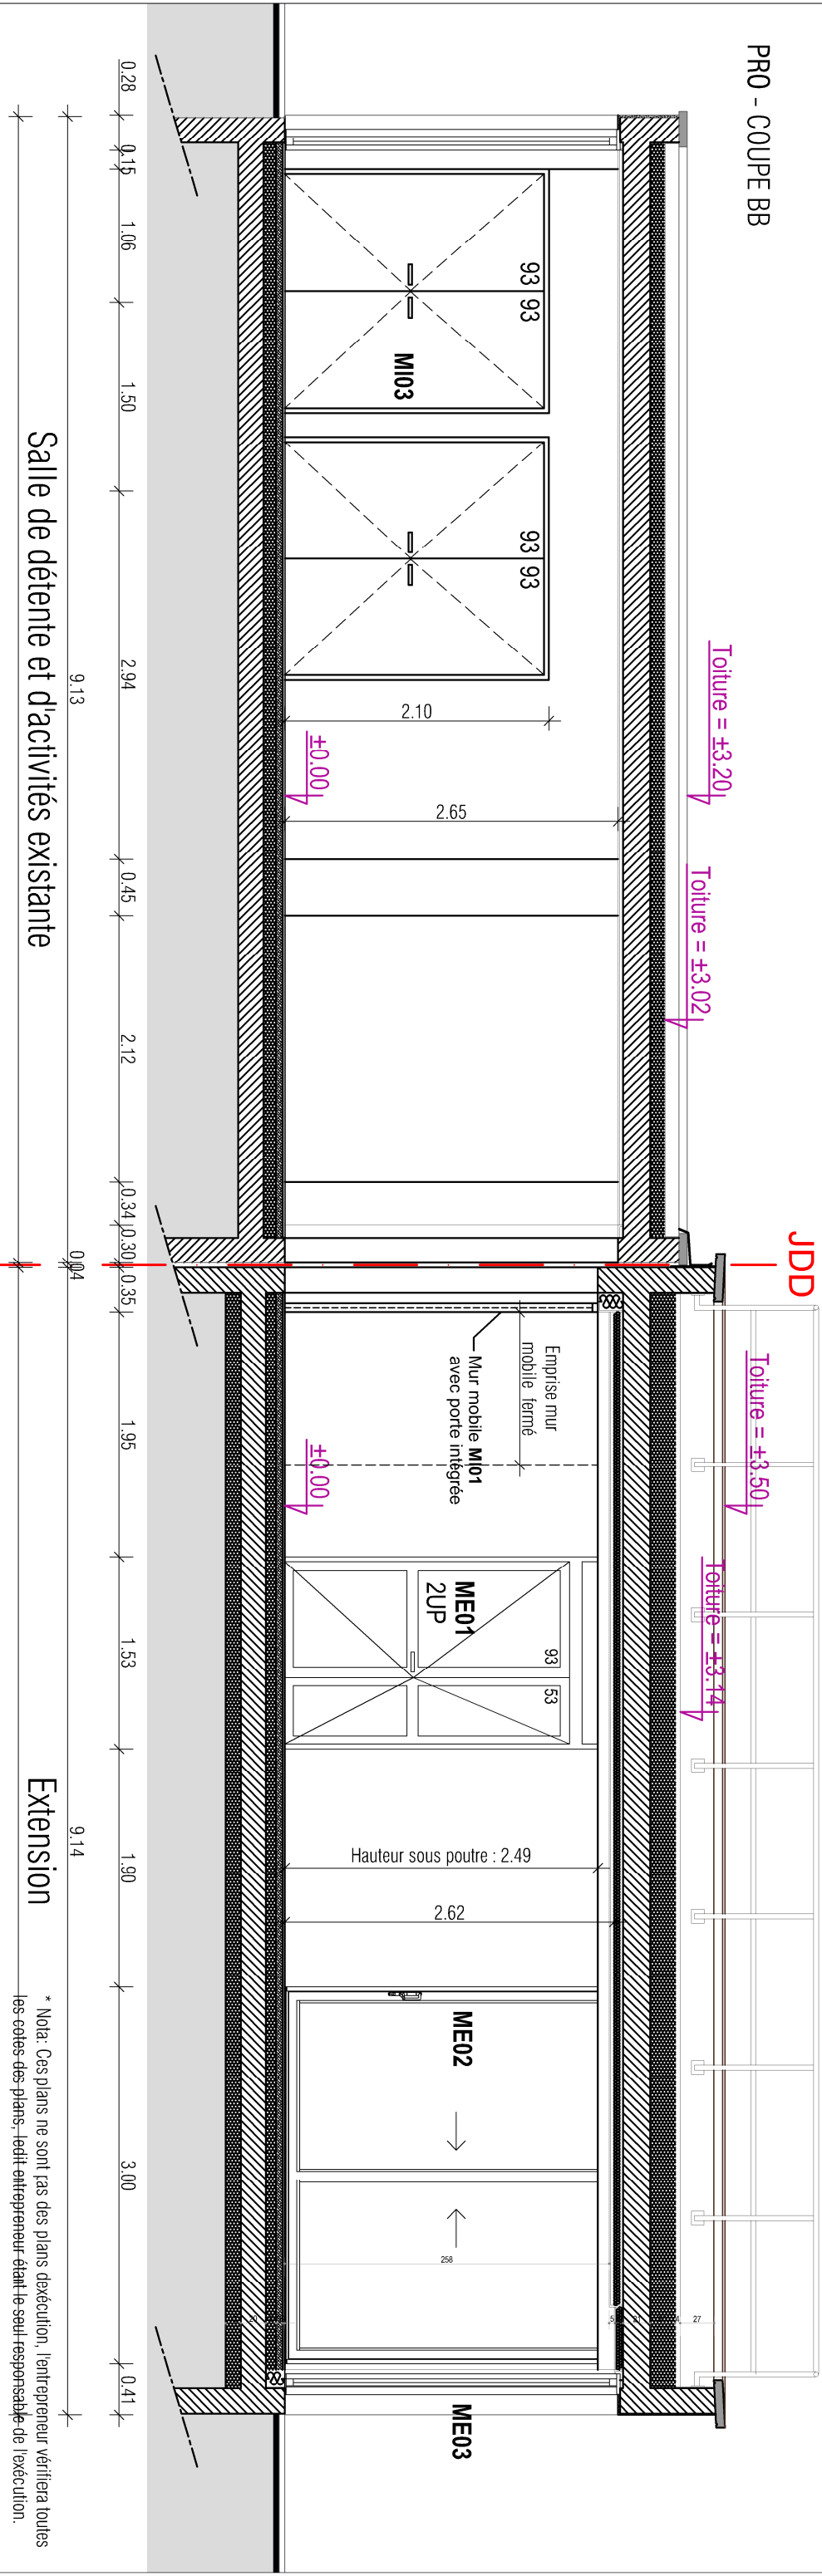 PRO - COUPE BB
JDD
Toiture = ±3.20
Toiture = ±3.02
Toiture = ±3.50
Toiture = ±3.14
93 93
MI03
93 93
2.10
±0.00
2.65
Emprise mur
mobile fermé
Mur mobile MI01
avec porte intégrée
±0.00
ME01
2UP
93
53
Hauteur sous poutre : 2.49
2.62
ME02
258
27
ME03
0.28
0.15
1.06
1.50
2.94
0.45
2.12
0.34
0.30
0.35
1.95
1.53
1.90
3.00
0.41
9.13
0.04
9.14
Salle de détente et d'activités existante
Extension
* Nota: Ces plans ne sont pas des plans dexécution, l'entrepreneur vérifiera toutes
les cotes des plans, ledit entrepreneur étant le seul responsable de l'exécution.